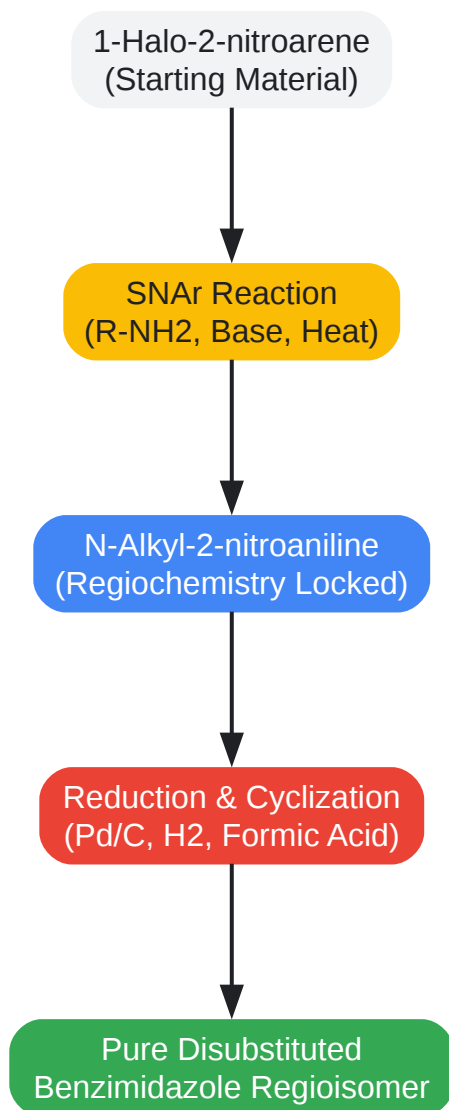 1-Halo-2-nitroarene
(Starting Material)
SNAr Reaction
(R-NH2, Base, Heat)
N-Alkyl-2-nitroaniline
(Regiochemistry Locked)
Reduction & Cyclization
(Pd/C, H2, Formic Acid)
Pure Disubstituted
Benzimidazole Regioisomer